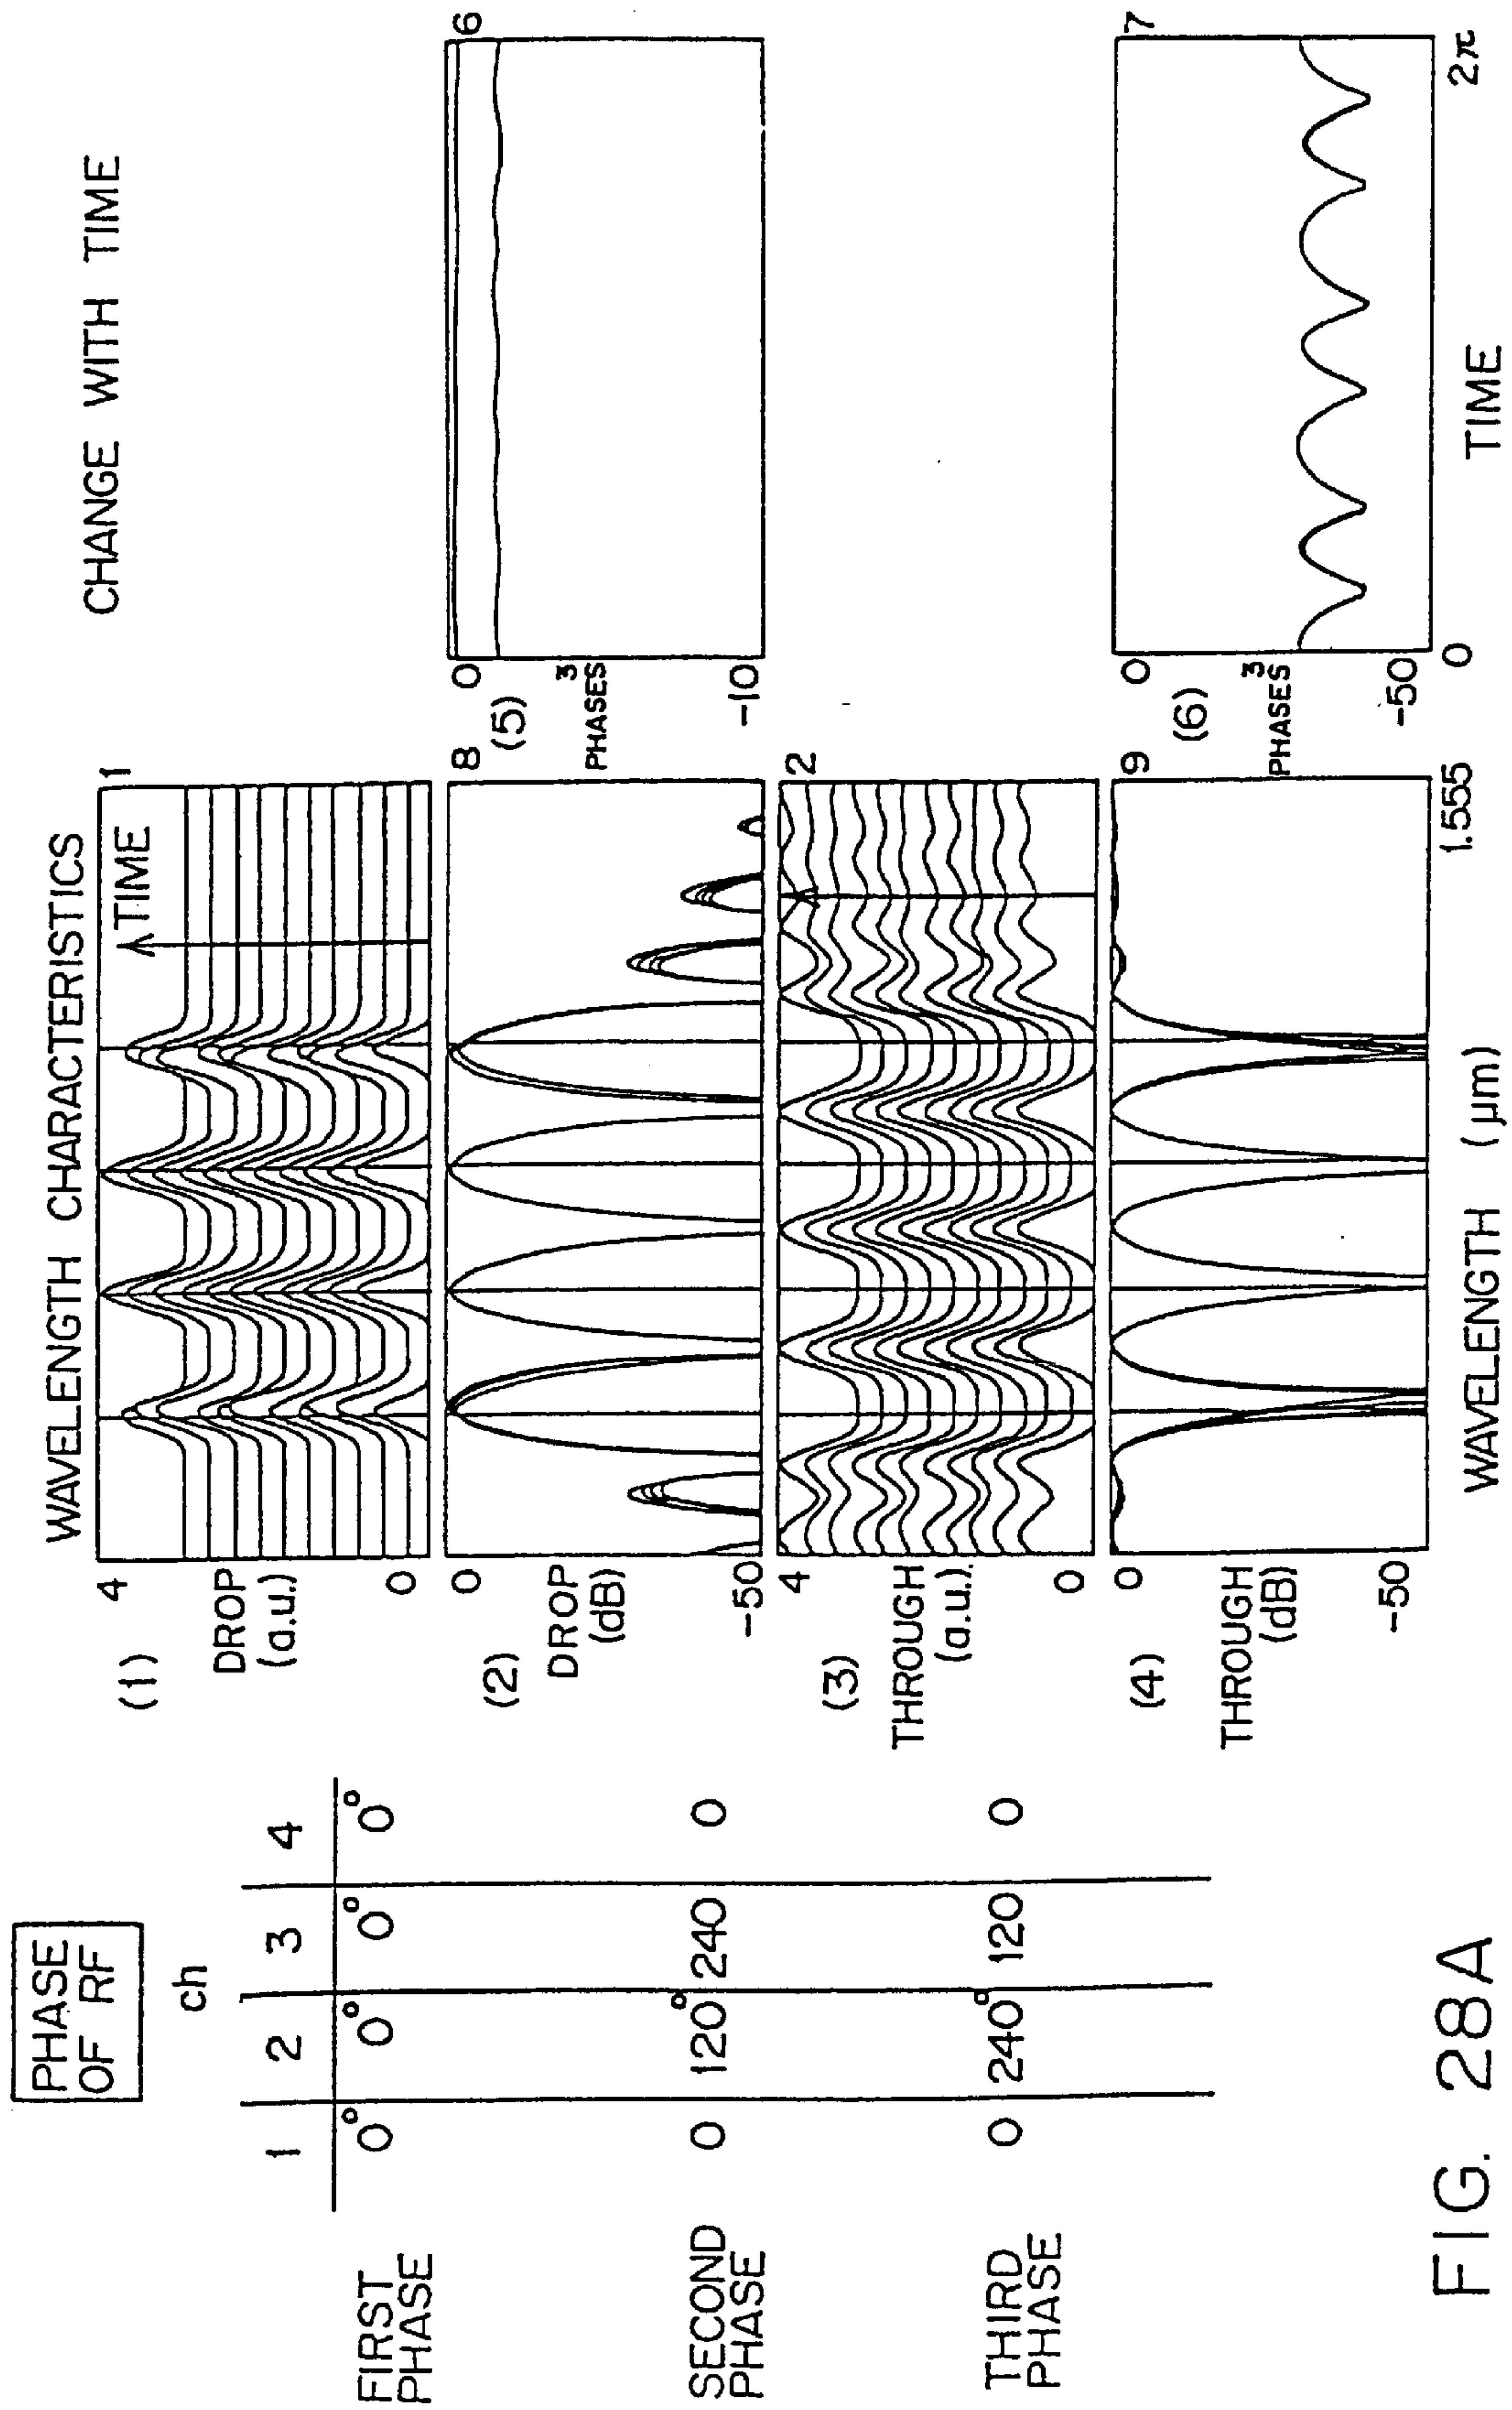 PHASE
OF RF
ch
1 2 3 4
FIRST
PHASE
0° 0° 0° 0°
SECOND
PHASE
0 120° 240 0
THIRD
PHASE
0 240° 120 0
WAVELENGTH CHARACTERISTICS
(1)
4
DROP
(a.u.)
0
TIME
1
(2)
0
DROP
(dB)
-50
8
(3)
4
THROUGH
(a.u.).
0
2
(4)
0
THROUGH
(dB)
-50
9
1.555
WAVELENGTH (μm)
CHANGE WITH TIME
0
(5)
3
PHASES
-10
6
0
(6)
3
PHASES
-50
7
0
2π
TIME
FIG. 28A